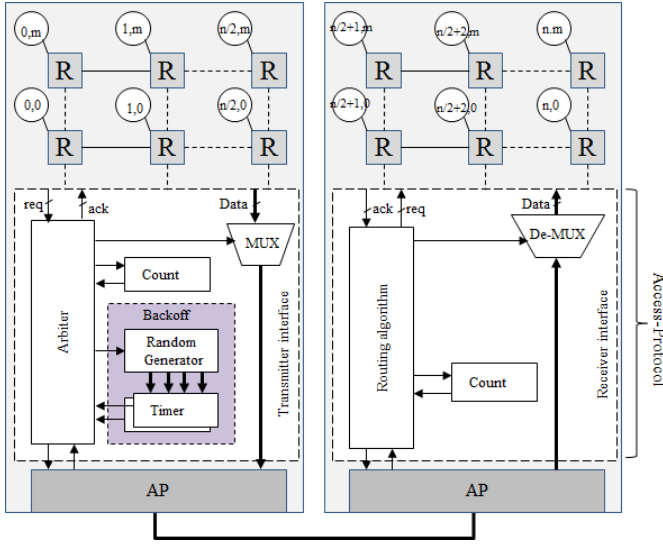 0,m
1,m
n/2,m
R
R
R
0,0
1,0
n/2,0
R
R
R
req
ack
Data
MUX
Arbiter
Count
Backoff
Random
Generator
Timer
Transmitter interface
AP
n/2+1,m
n/2+2,m
n.m
R
R
R
n/2+1,0
n/2+2,0
n,0
R
R
R
ack
req
Data
De-MUX
Routing algorithm
Count
Receiver interface
AP
Access-Protocol